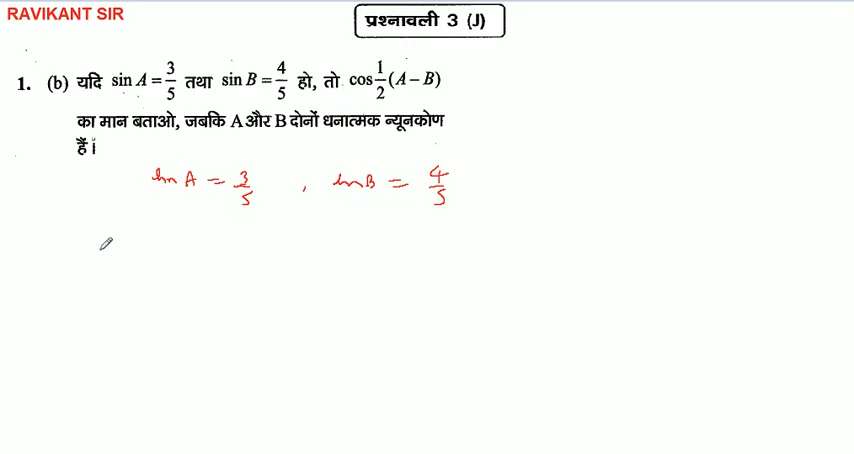 RAVIKANT SIR
प्रश्नावली 3 (J)
1. (b) यदि sin A = 3/5 तथा sin B = 4/5 हो, तो cos 1/2 (A – B)
का मान बताओ, जबकि A और B दोनों धनात्मक न्यूनकोण
हैं।
sin A = 3/5 , sin B = 4/5